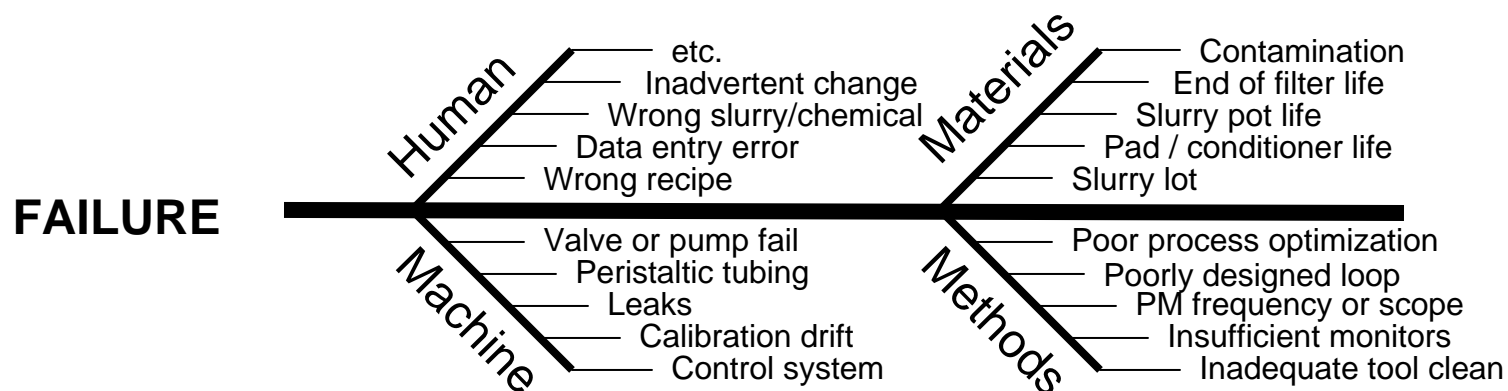 FAILURE
Human
etc.
Inadvertent change
Wrong slurry/chemical
Data entry error
Wrong recipe
Materials
Contamination
End of filter life
Slurry pot life
Pad / conditioner life
Slurry lot
Machine
Valve or pump fail
Peristaltic tubing
Leaks
Calibration drift
Control system
Methods
Poor process optimization
Poorly designed loop
PM frequency or scope
Insufficient monitors
Inadequate tool clean